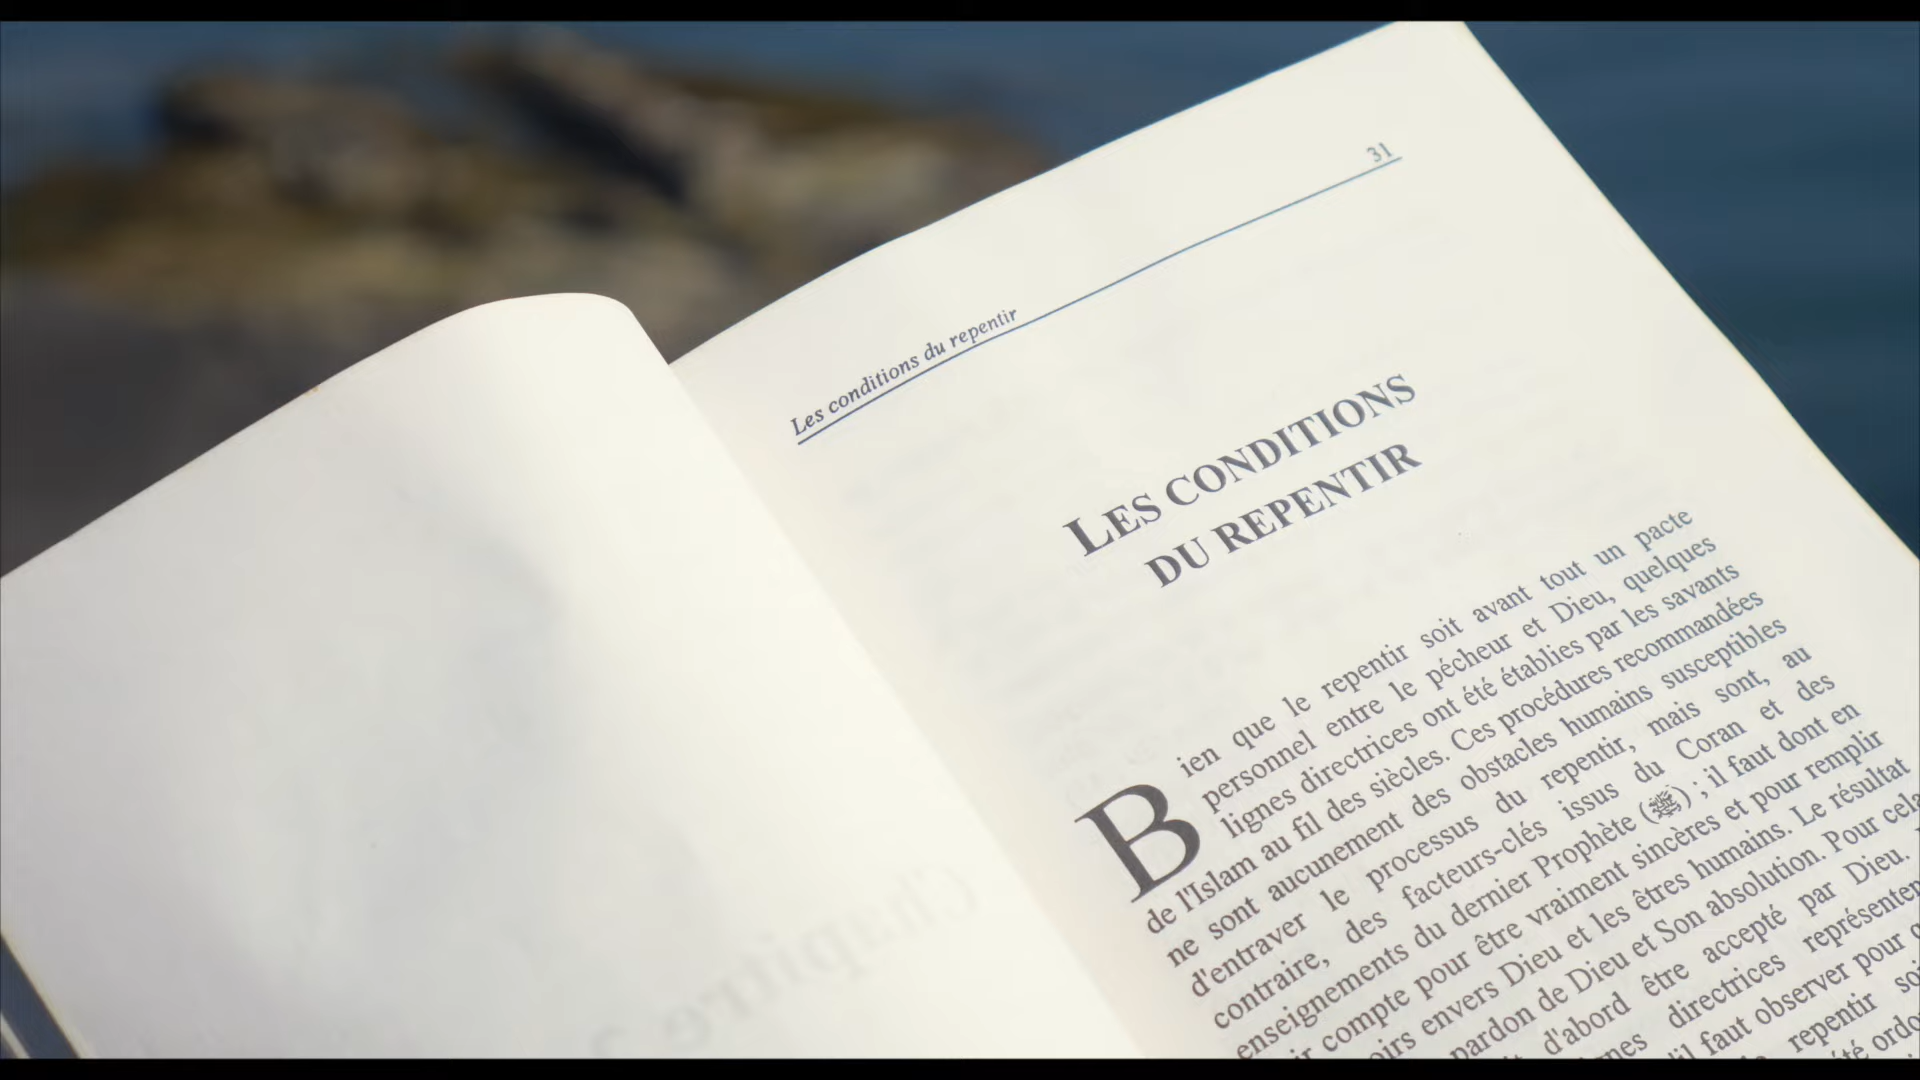 31
Les conditions du repentir
LES CONDITIONS
DU REPENTIR
Bien que le repentir soit avant tout un pacte
personnel entre le pécheur et Dieu, quelques
lignes directrices ont été établies par les savants
de l'Islam au fil des siècles. Ces procédures recommandées
ne sont aucunement des obstacles humains susceptibles
d'entraver le processus du repentir, mais sont, au
contraire, des facteurs-clés issus du Coran et des
enseignements du dernier Prophète (ﷺ) ; il faut dont en
compte pour être vraiment sincères et pour remplir
envers Dieu et les êtres humains. Le résultat
pardon de Dieu et Son absolution. Pour cela
d'abord être accepté par Dieu.
directrices
faut observer pour
repentir
Chapitre